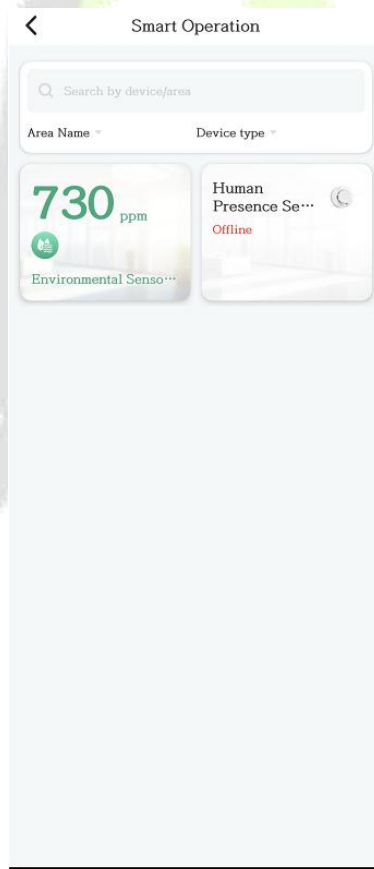 Smart Operation
Search by device/area
Area Name
Device type
730 ppm
Environmental Senso···
Human
Presence Se···
Offline